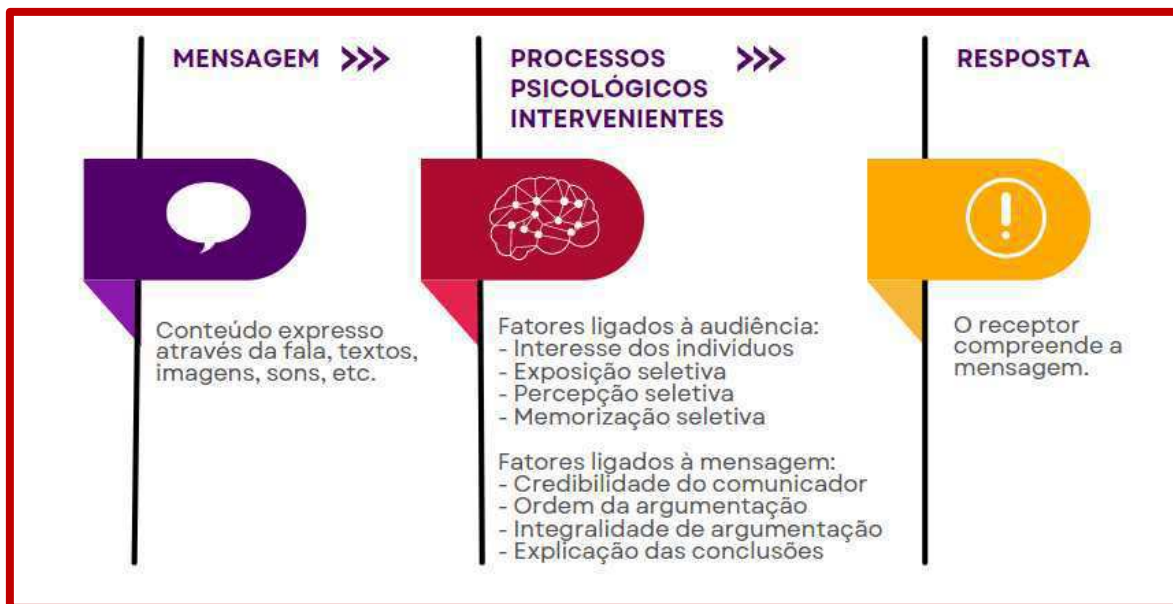 MENSAGEM >>>
Conteúdo expresso
através da fala, textos,
imagens, sons, etc.
PROCESSOS >>>
PSICOLÓGICOS
INTERVENIENTES
Fatores ligados à audiência:
- Interesse dos indivíduos
- Exposição seletiva
- Percepção seletiva
- Memorização seletiva
Fatores ligados à mensagem:
- Credibilidade do comunicador
- Ordem da argumentação
- Integralidade de argumentação
- Explicação das conclusões
RESPOSTA
O receptor
compreende a
mensagem.